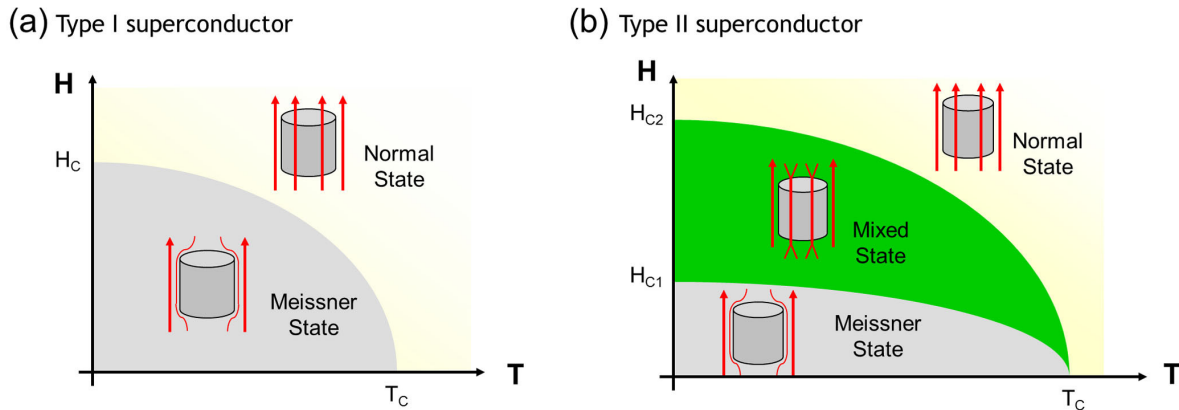 (a) Type I superconductor
H
H_C
Normal
State
Meissner
State
T_C
T
(b) Type II superconductor
H
H_C2
Normal
State
Mixed
State
H_C1
Meissner
State
T_C
T